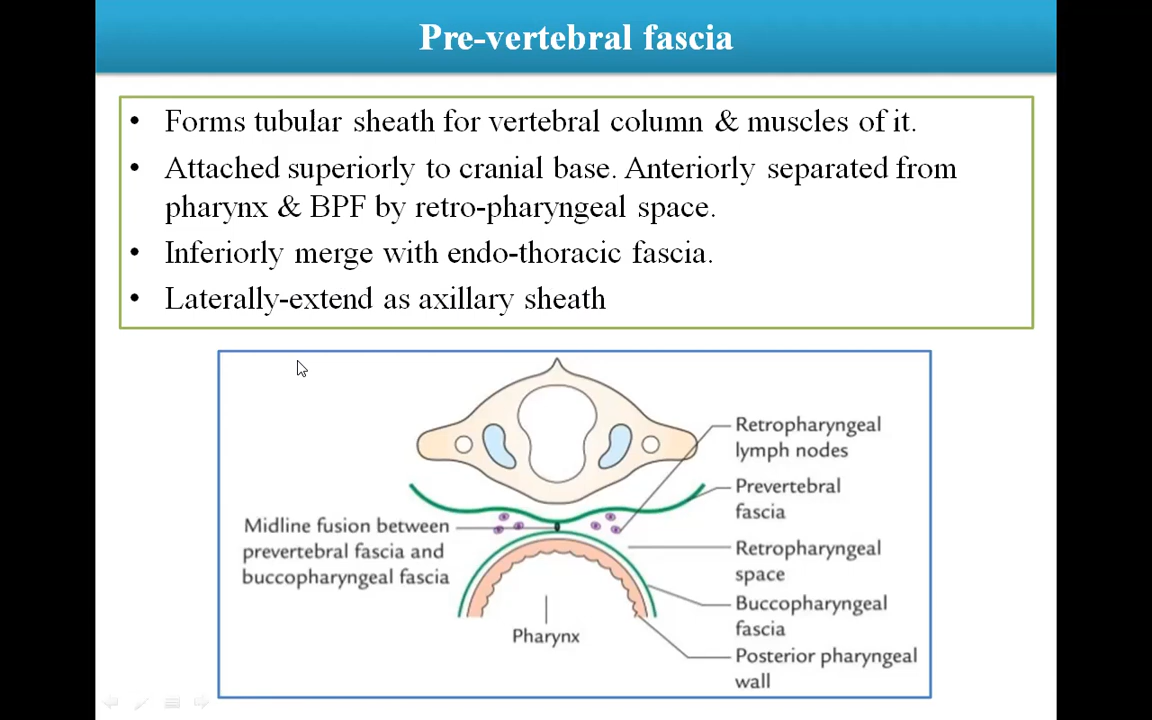 Pre-vertebral fascia
• Forms tubular sheath for vertebral column & muscles of it.
• Attached superiorly to cranial base. Anteriorly separated from
pharynx & BPF by retro-pharyngeal space.
• Inferiorly merge with endo-thoracic fascia.
• Laterally-extend as axillary sheath
Retropharyngeal
lymph nodes
Prevertebral
fascia
Midline fusion between
prevertebral fascia and
buccopharyngeal fascia
Retropharyngeal
space
Buccopharyngeal
fascia
Pharynx
Posterior pharyngeal
wall